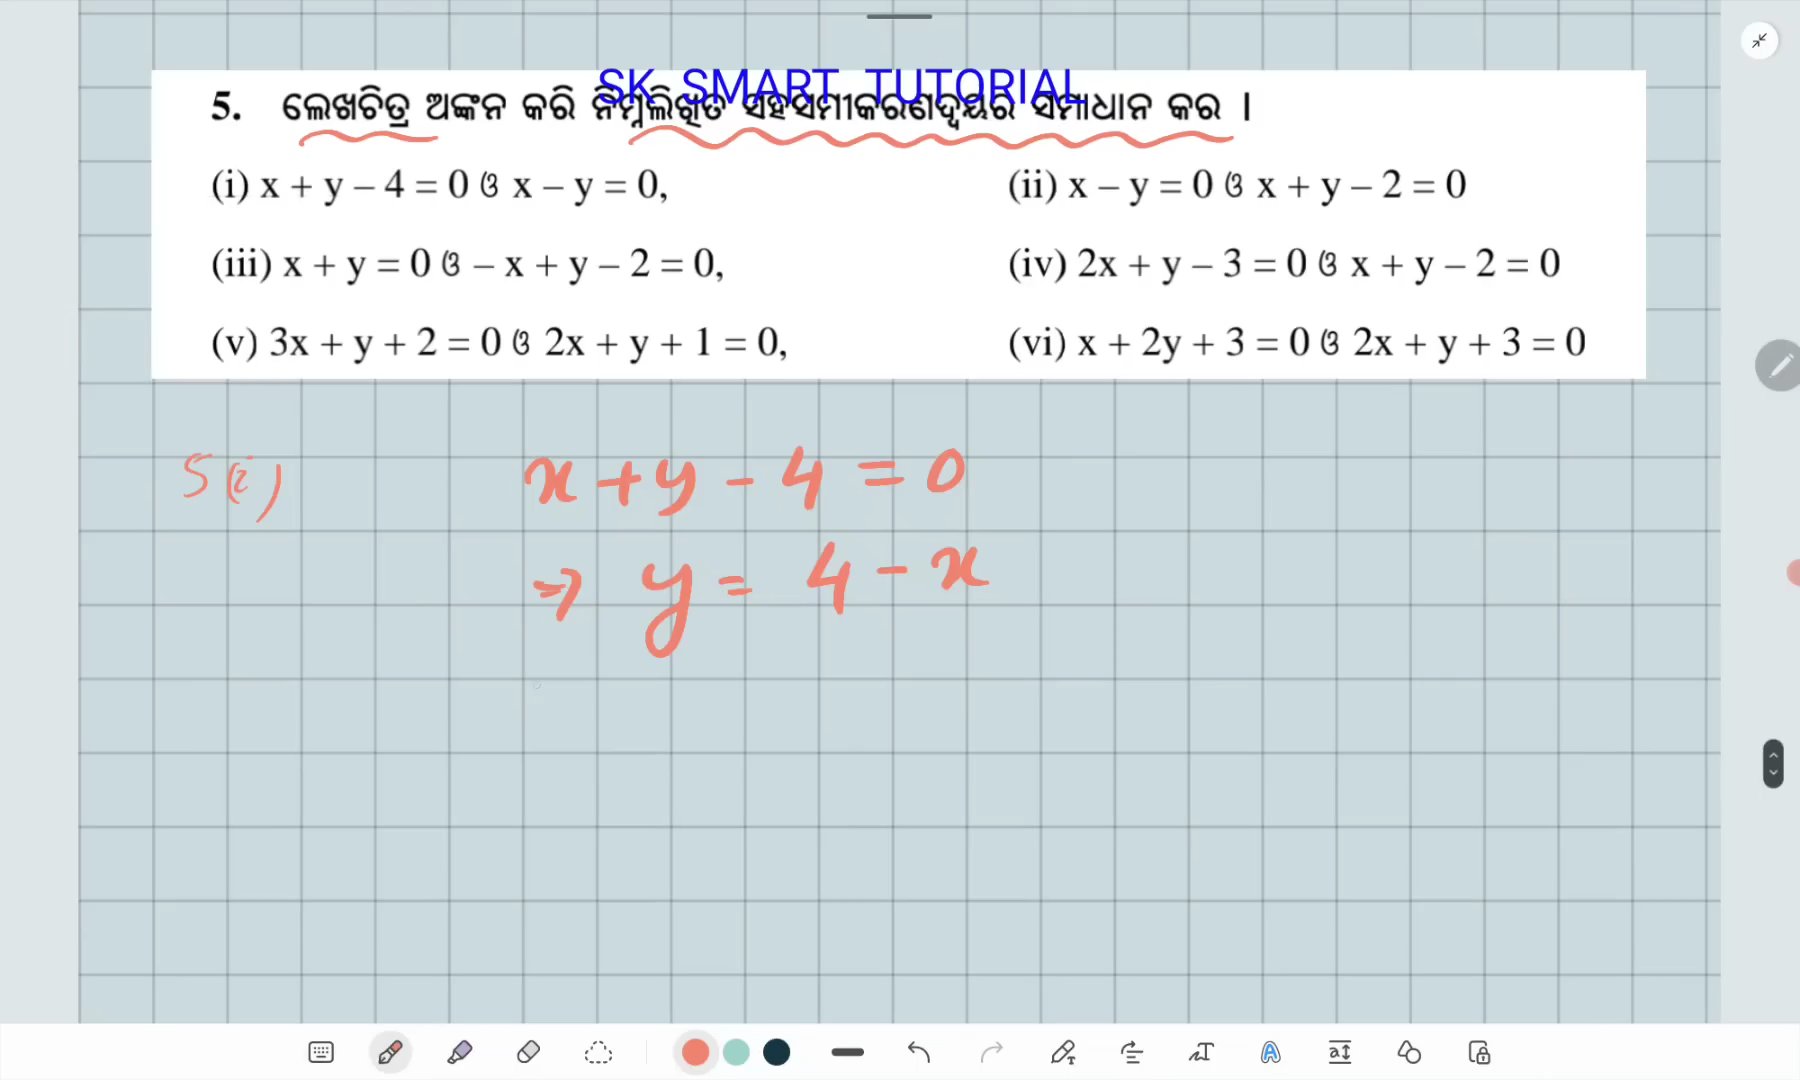 SK SMART TUTORIAL
5. ଲେଖଚିତ୍ର ଅଙ୍କନ କରି ନିମ୍ନଲିଖିତ ସହସମୀକରଣଦ୍ୱୟର ସମାଧାନ କର ।
(i) x + y – 4 = 0 ଓ x – y = 0, (ii) x – y = 0 ଓ x + y – 2 = 0
(iii) x + y = 0 ଓ – x + y – 2 = 0, (iv) 2x + y – 3 = 0 ଓ x + y – 2 = 0
(v) 3x + y + 2 = 0 ଓ 2x + y + 1 = 0, (vi) x + 2y + 3 = 0 ଓ 2x + y + 3 = 0
5(i) x + y - 4 = 0
⇒ y = 4 - x